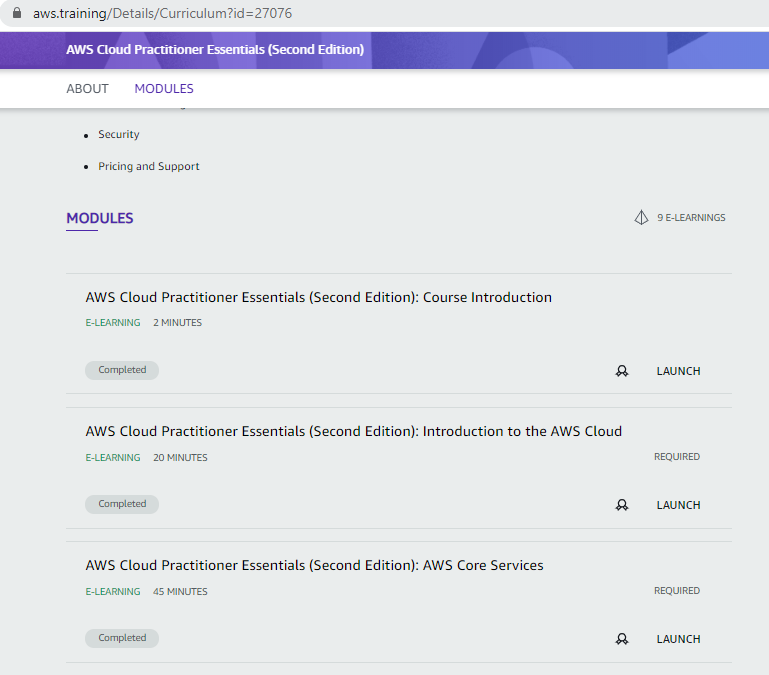 aws.training/Details/Curriculum?id=27076
AWS Cloud Practitioner Essentials (Second Edition)
ABOUT MODULES
Security
Pricing and Support
MODULES
9 E-LEARNINGS
AWS Cloud Practitioner Essentials (Second Edition): Course Introduction
E-LEARNING 2 MINUTES
Completed
LAUNCH
AWS Cloud Practitioner Essentials (Second Edition): Introduction to the AWS Cloud
E-LEARNING 20 MINUTES
REQUIRED
Completed
LAUNCH
AWS Cloud Practitioner Essentials (Second Edition): AWS Core Services
E-LEARNING 45 MINUTES
REQUIRED
Completed
LAUNCH